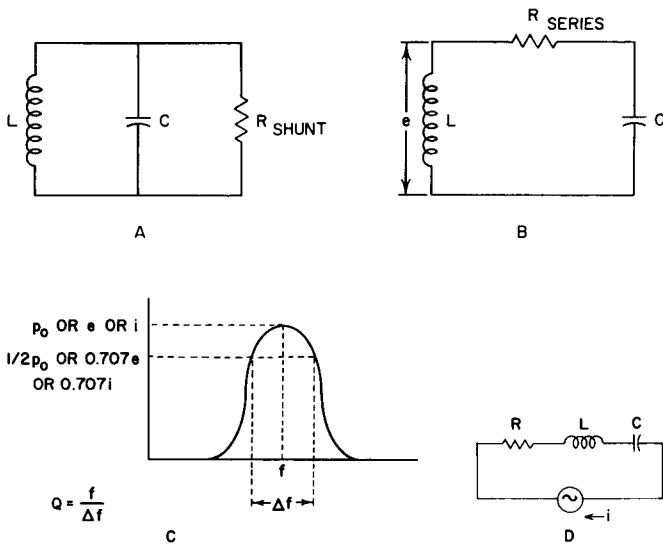 L
C
R SHUNT
A
R SERIES
e
L
C
B
p₀ OR e OR i
1/2p₀ OR 0.707e
OR 0.707i
f
Δf
Q = f/Δf
C
R
L
C
i
D